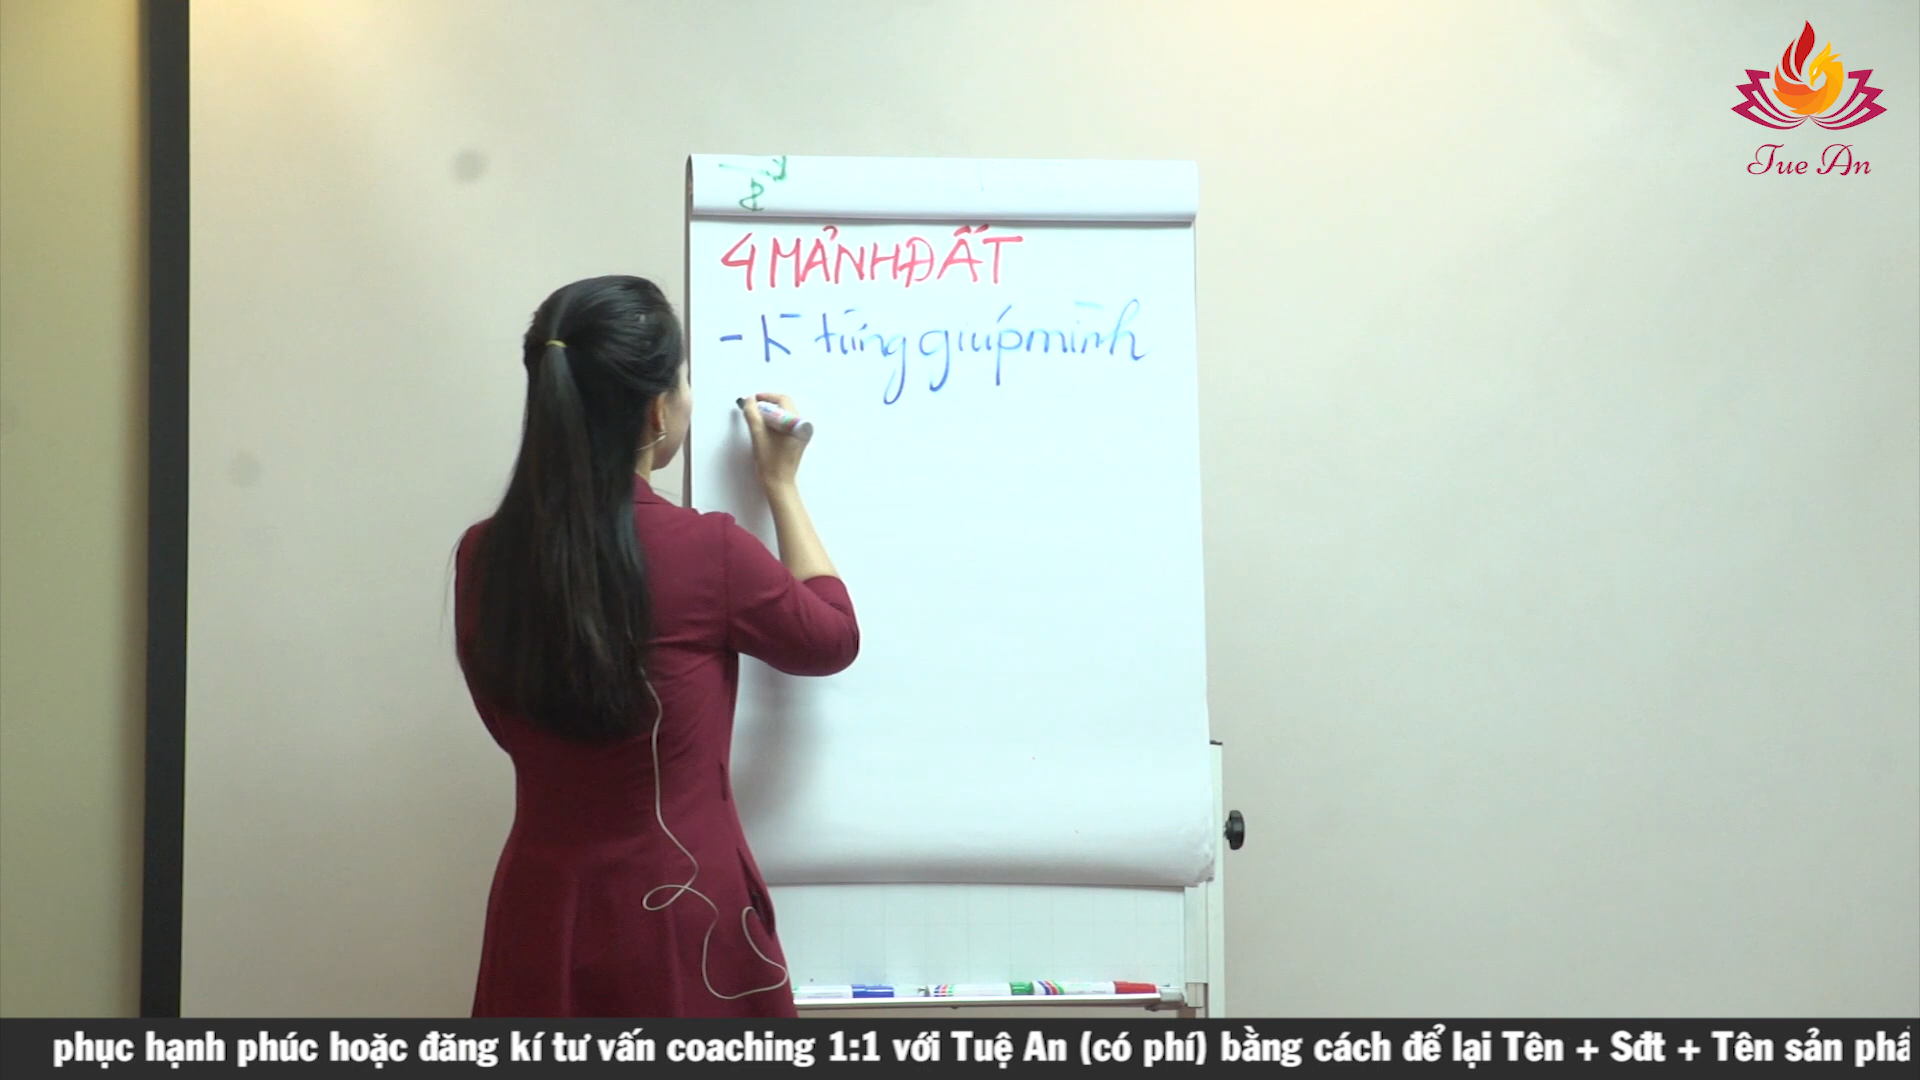 Tue An
4 MẢNH ĐẤT
- K từng giúp mình
phục hạnh phúc hoặc đăng kí tư vấn coaching 1:1 với Tuệ An (có phí) bằng cách để lại Tên + Sđt + Tên sản phẩ